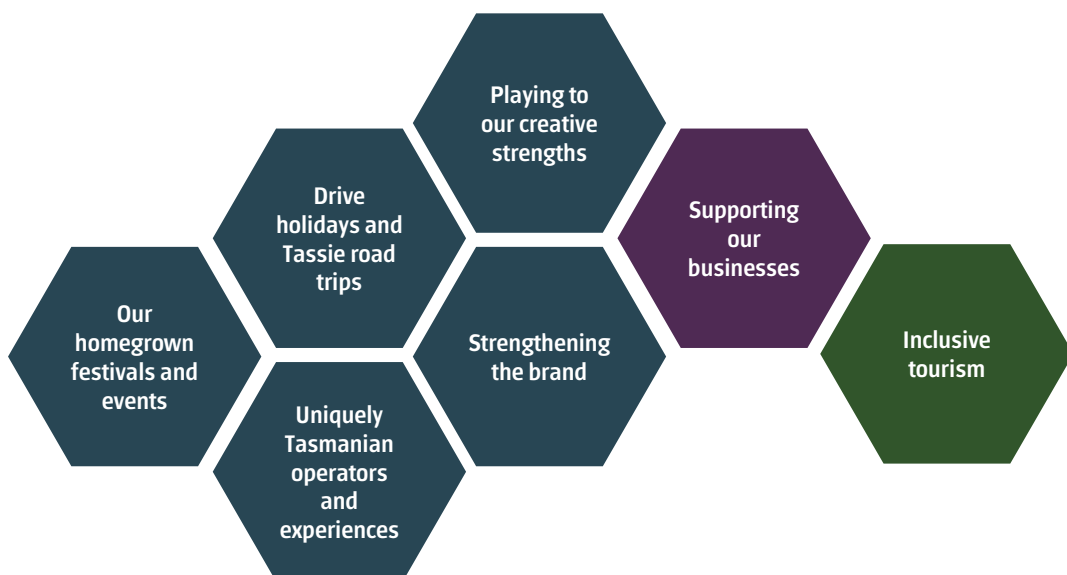 Playing to
our creative
strengths
Drive
holidays and
Tassie road
trips
Supporting
our
businesses
Our
homegrown
festivals and
events
Strengthening
the brand
Inclusive
tourism
Uniquely
Tasmanian
operators
and
experiences